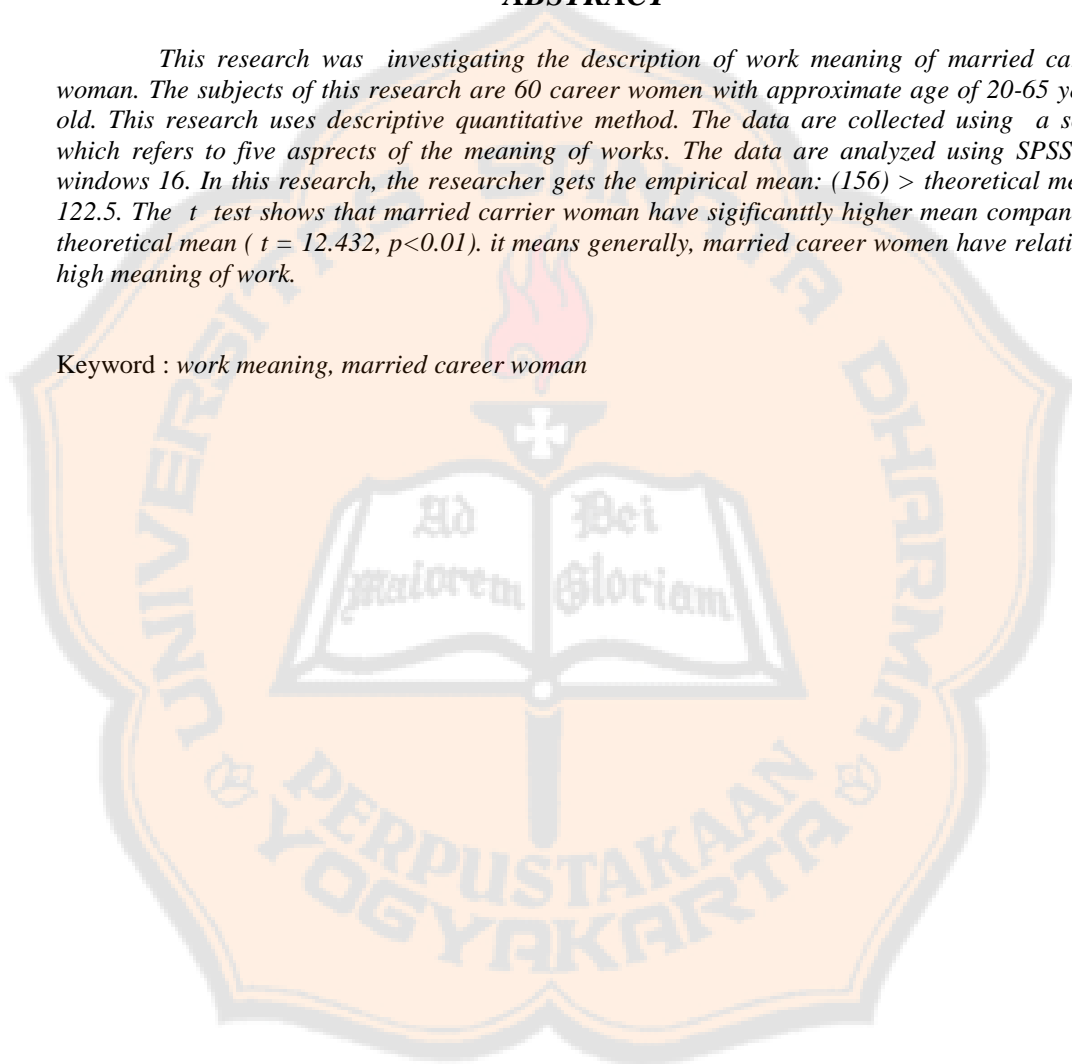 ABSTRACT
This research was investigating the description of work meaning of married ca
woman. The subjects of this research are 60 career women with approximate age of 20-65 ye
old. This research uses descriptive quantitative method. The data are collected using a s
which refers to five asprects of the meaning of works. The data are analyzed using SPSS
windows 16. In this research, the researcher gets the empirical mean: (156) > theoretical me
122.5. The t test shows that married carrier woman have sigificanttly higher mean compan
theoretical mean ( t = 12.432, p<0.01). it means generally, married career women have relati
high meaning of work.
Keyword : work meaning, married career woman
UNIVERSITAS SANATA DHARMA
Ad Dei
Maiorem Gloriam
PERPUSTAKAAN
YOGYAKARTA